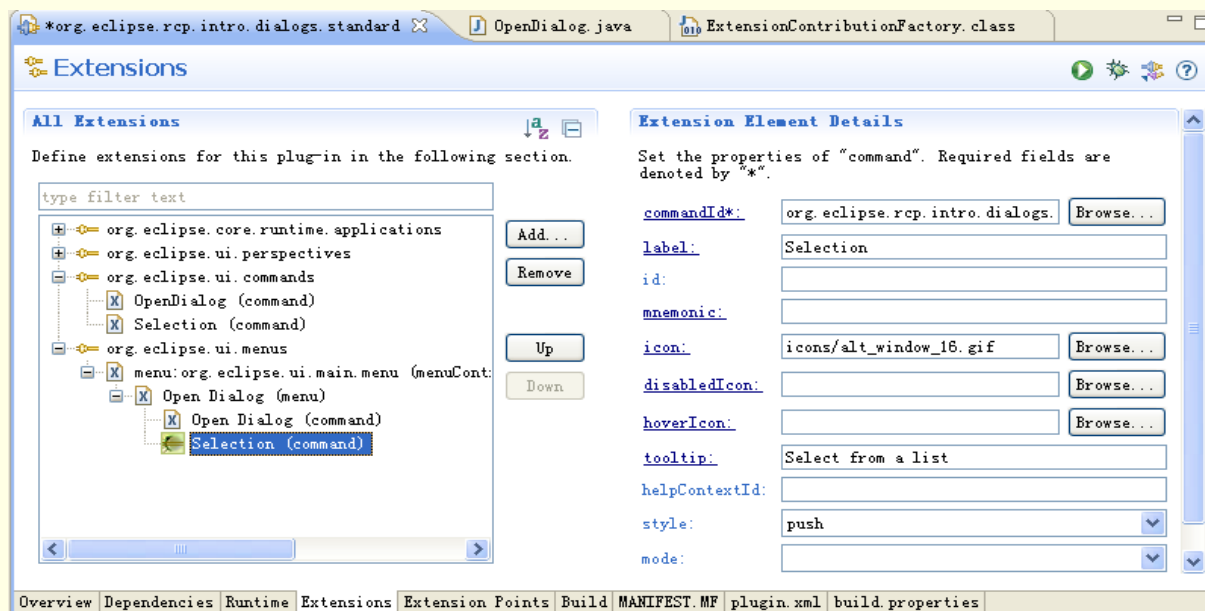 *org.eclipse.rcp.intro.dialogs.standard
OpenDialog.java
ExtensionContributionFactory.class
Extensions
All Extensions
Define extensions for this plug-in in the following section.
type filter text
org.eclipse.core.runtime.applications
org.eclipse.ui.perspectives
org.eclipse.ui.commands
OpenDialog (command)
Selection (command)
org.eclipse.ui.menus
menu:org.eclipse.ui.main.menu (menuCont:
Open Dialog (menu)
Open Dialog (command)
Selection (command)
Add...
Remove
Up
Down
Extension Element Details
Set the properties of "command". Required fields are
denoted by "*".
commandId*: org.eclipse.rcp.intro.dialogs. Browse...
label: Selection
id:
mnemonic:
icon: icons/alt_window_16.gif Browse...
disabledIcon: Browse...
hoverIcon: Browse...
tooltip: Select from a list
helpContextId:
style: push
mode:
Overview Dependencies Runtime Extensions Extension Points Build MANIFEST.MF plugin.xml build.properties